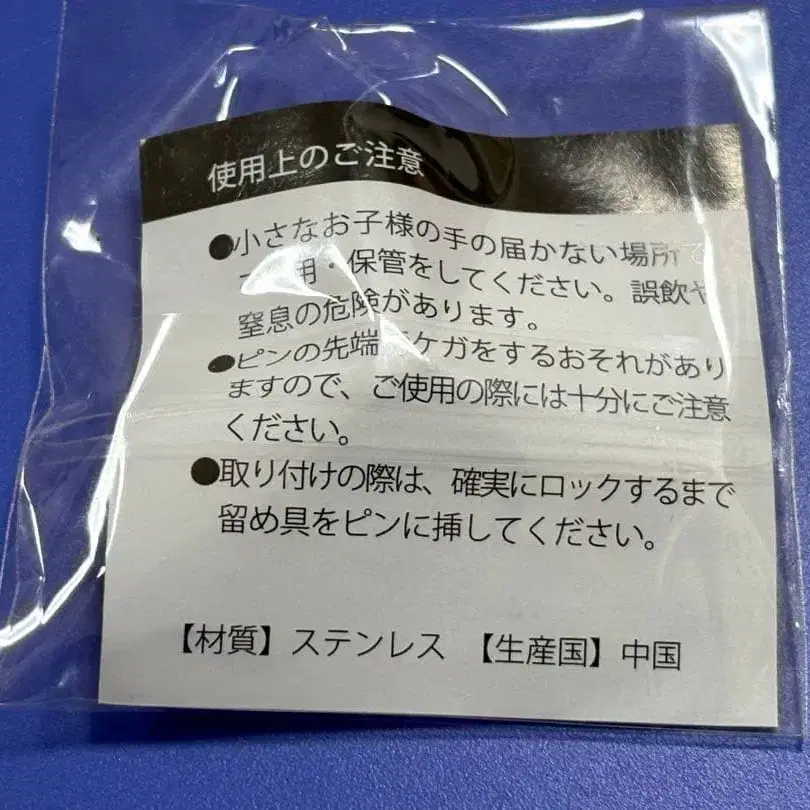 使用上のご注意
●小さなお子様の手の届かない場所で
用・保管をしてください。誤飲や
窒息の危険があります。
●ピンの先端 ケガをするおそれがあり
ますので、ご使用の際には十分にご注意
ください。
●取り付けの際は、確実にロックするまで
留め具をピンに挿してください。
【材質】ステンレス 【生産国】中国